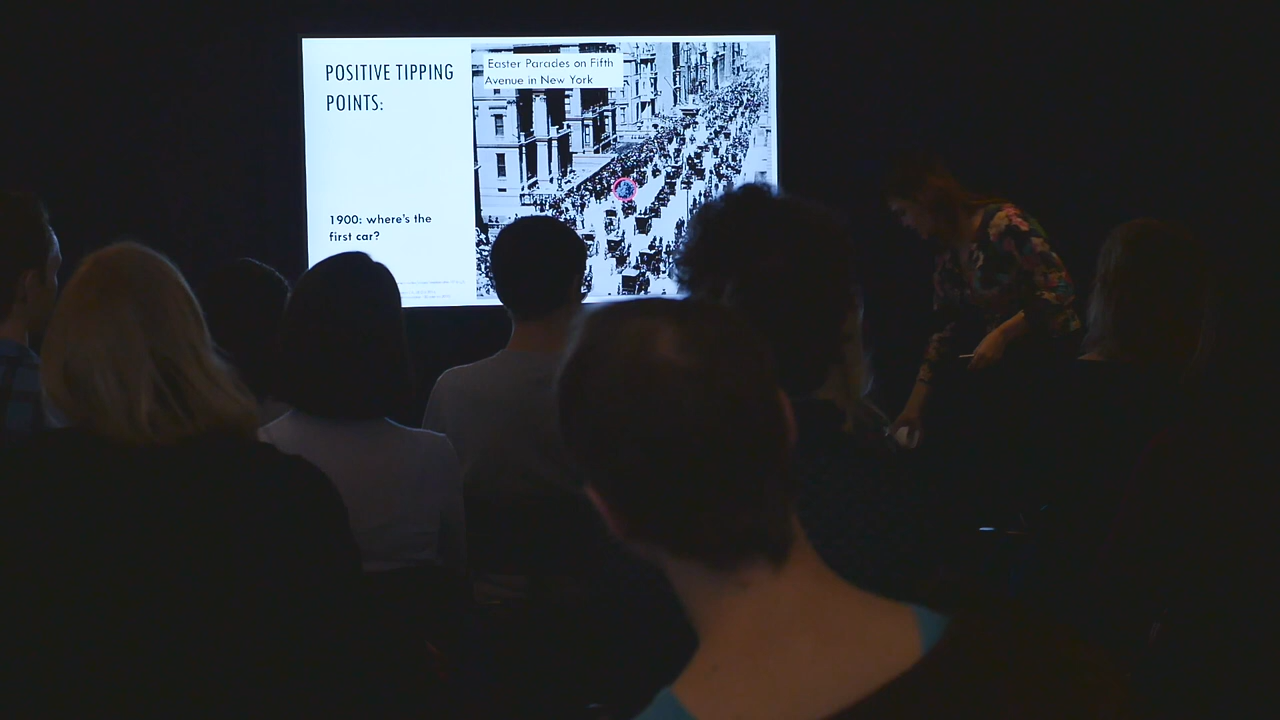 POSITIVE TIPPING
POINTS:
Easter Parades on Fifth
Avenue in New York
1900: where's the
first car?